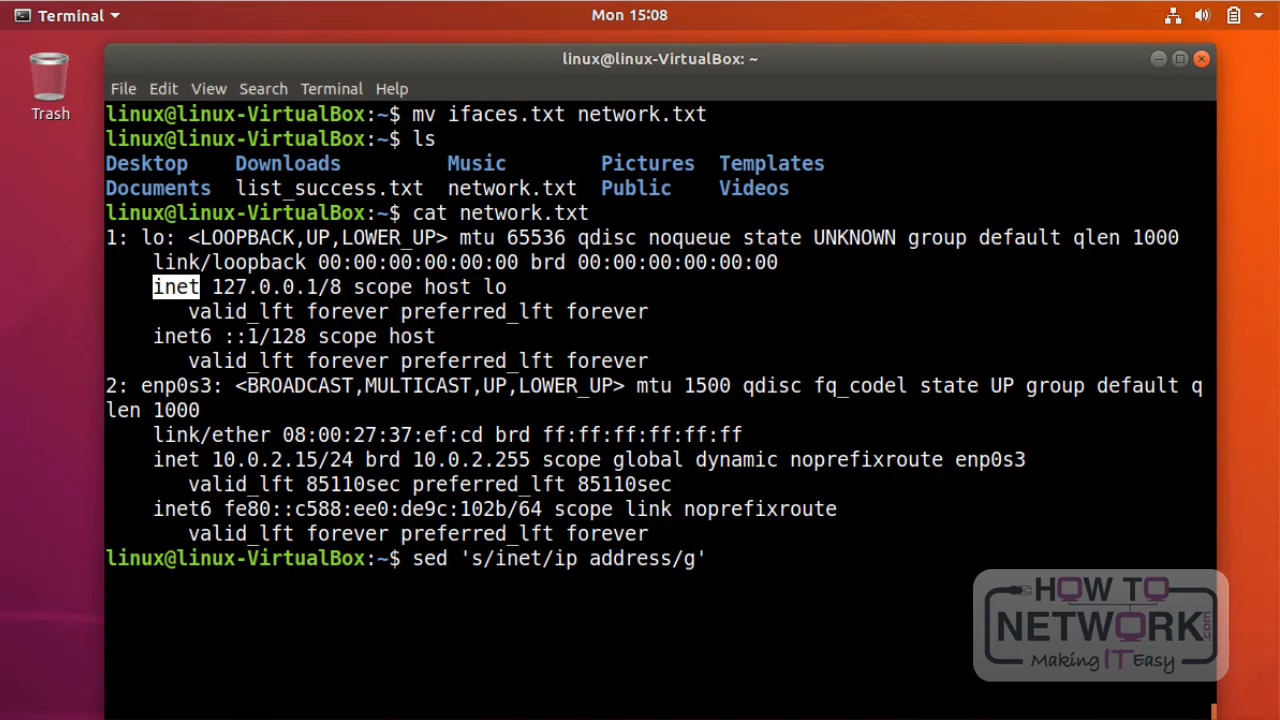 Terminal
Mon 15:08
Trash
linux@linux-VirtualBox: ~
File Edit View Search Terminal Help
linux@linux-VirtualBox:~$ mv ifaces.txt network.txt
linux@linux-VirtualBox:~$ ls
Desktop Downloads Music Pictures Templates
Documents list_success.txt network.txt Public Videos
linux@linux-VirtualBox:~$ cat network.txt
1: lo: <LOOPBACK,UP,LOWER_UP> mtu 65536 qdisc noqueue state UNKNOWN group default qlen 1000
link/loopback 00:00:00:00:00:00 brd 00:00:00:00:00:00
inet 127.0.0.1/8 scope host lo
valid_lft forever preferred_lft forever
inet6 ::1/128 scope host
valid_lft forever preferred_lft forever
2: enp0s3: <BROADCAST,MULTICAST,UP,LOWER_UP> mtu 1500 qdisc fq_codel state UP group default q
len 1000
link/ether 08:00:27:37:ef:cd brd ff:ff:ff:ff:ff:ff
inet 10.0.2.15/24 brd 10.0.2.255 scope global dynamic noprefixroute enp0s3
valid_lft 85110sec preferred_lft 85110sec
inet6 fe80::c588:ee0:de9c:102b/64 scope link noprefixroute
valid_lft forever preferred_lft forever
linux@linux-VirtualBox:~$ sed 's/inet/ip address/g'
HOW TO
NETWORK.com
Making IT Easy